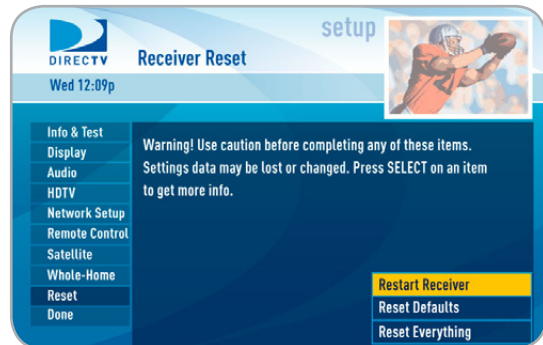 setup
DIRECTV
Receiver Reset
Wed 12:09p
Info & Test
Display
Audio
HDTV
Network Setup
Remote Control
Satellite
Whole-Home
Reset
Done
Warning! Use caution before completing any of these items.
Settings data may be lost or changed. Press SELECT on an item
to get more info.
Restart Receiver
Reset Defaults
Reset Everything